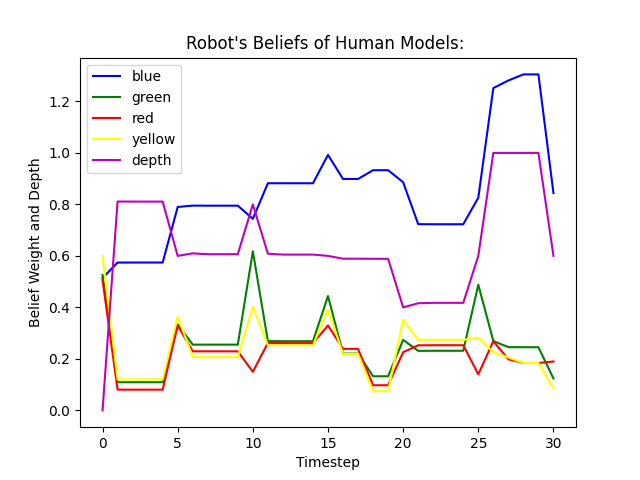 Robot's Beliefs of Human Models:
blue
green
red
yellow
depth
Belief Weight and Depth
1.2
1.0
0.8
0.6
0.4
0.2
0.0
0 5 10 15 20 25 30
Timestep